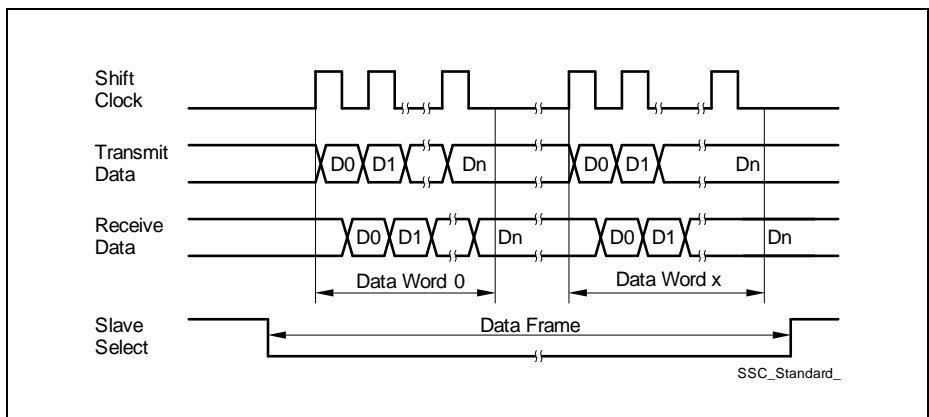 Shift
Clock
Transmit
Data
D0 D1 Dn D0 D1 Dn
Receive
Data
D0 D1 Dn D0 D1 Dn
Data Word 0 Data Word x
Slave
Select
Data Frame
SSC_Standard_